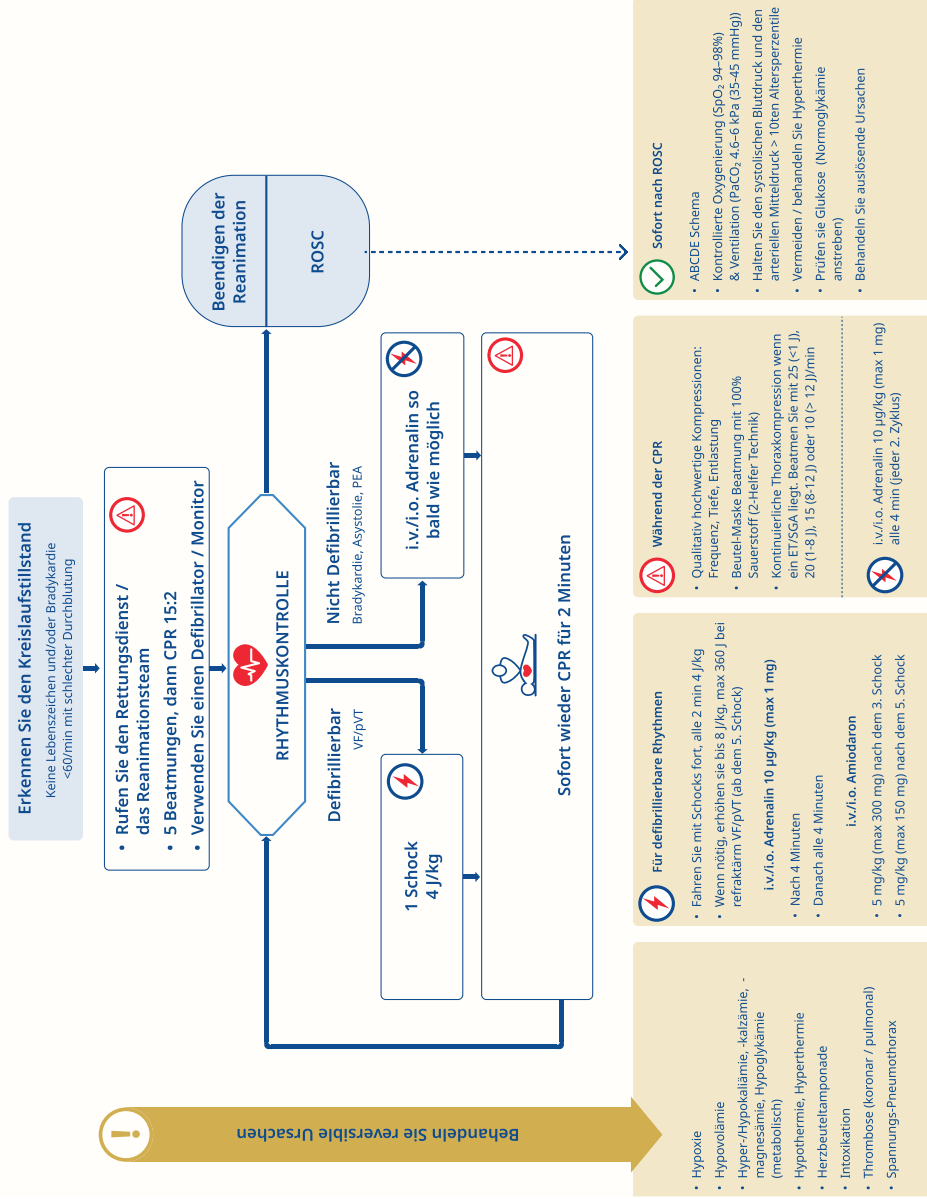 Erkennen Sie den Kreislaufstillstand
Keine Lebenszeichen und/oder Bradykardie
<60/min mit schlechter Durchblutung
• Rufen Sie den Rettungsdienst /
das Reanimationsteam
• 5 Beatmungen, dann CPR 15:2
• Verwenden Sie einen Defibrillator / Monitor
RHYTHMUSKONTROLLE
Defibrillierbar
VF/pVT
Nicht Defibrillierbar
Bradykardie, Asystolie, PEA
Beendigen der
Reanimation
ROSC
1 Schock
4 J/kg
i.v./i.o. Adrenalin so
bald wie möglich
Sofort wieder CPR für 2 Minuten
Behandeln Sie reversible Ursachen
• Hypoxie
• Hypovolämie
• Hyper-/Hypokaliämie, -kalzämie, -
magnesämie, Hypoglykämie
(metabolisch)
• Hypothermie, Hyperthermie
• Herzbeuteltamponade
• Intoxikation
• Thrombose (koronar / pulmonal)
• Spannungs-Pneumothorax
Für defibrillierbare Rhythmen
• Fahren Sie mit Schocks fort, alle 2 min 4 J/kg
• Wenn nötig, erhöhen sie bis 8 J/kg, max 360 J bei
refraktärm VF/pVT (ab dem 5. Schock)
i.v./i.o. Adrenalin 10 µg/kg (max 1 mg)
• Nach 4 Minuten
• Danach alle 4 Minuten
i.v./i.o. Amiodaron
• 5 mg/kg (max 300 mg) nach dem 3. Schock
• 5 mg/kg (max 150 mg) nach dem 5. Schock
Während der CPR
• Qualitativ hochwertige Kompressionen:
Frequenz, Tiefe, Entlastung
• Beutel-Maske Beatmung mit 100%
Sauerstoff (2-Helfer Technik)
• Kontinuierliche Thoraxkompression wenn
ein ET/SGA liegt. Beatmen Sie mit 25 (<1 J),
20 (1-8 J), 15 (8-12 J) oder 10 (> 12 J)/min
i.v./i.o. Adrenalin 10 µg/kg (max 1 mg)
alle 4 min (jeder 2. Zyklus)
Sofort nach ROSC
• ABCDE Schema
• Kontrollierte Oxygenierung (SpO₂ 94–98%)
& Ventilation (PaCO₂ 4.6–6 kPa (35-45 mmHg))
• Halten Sie den systolischen Blutdruck und den
arteriellen Mitteldruck > 10ten Altersperzentile
• Vermeiden / behandeln Sie Hyperthermie
• Prüfen sie Glukose (Normoglykämie
anstreben)
• Behandeln Sie auslösende Ursachen